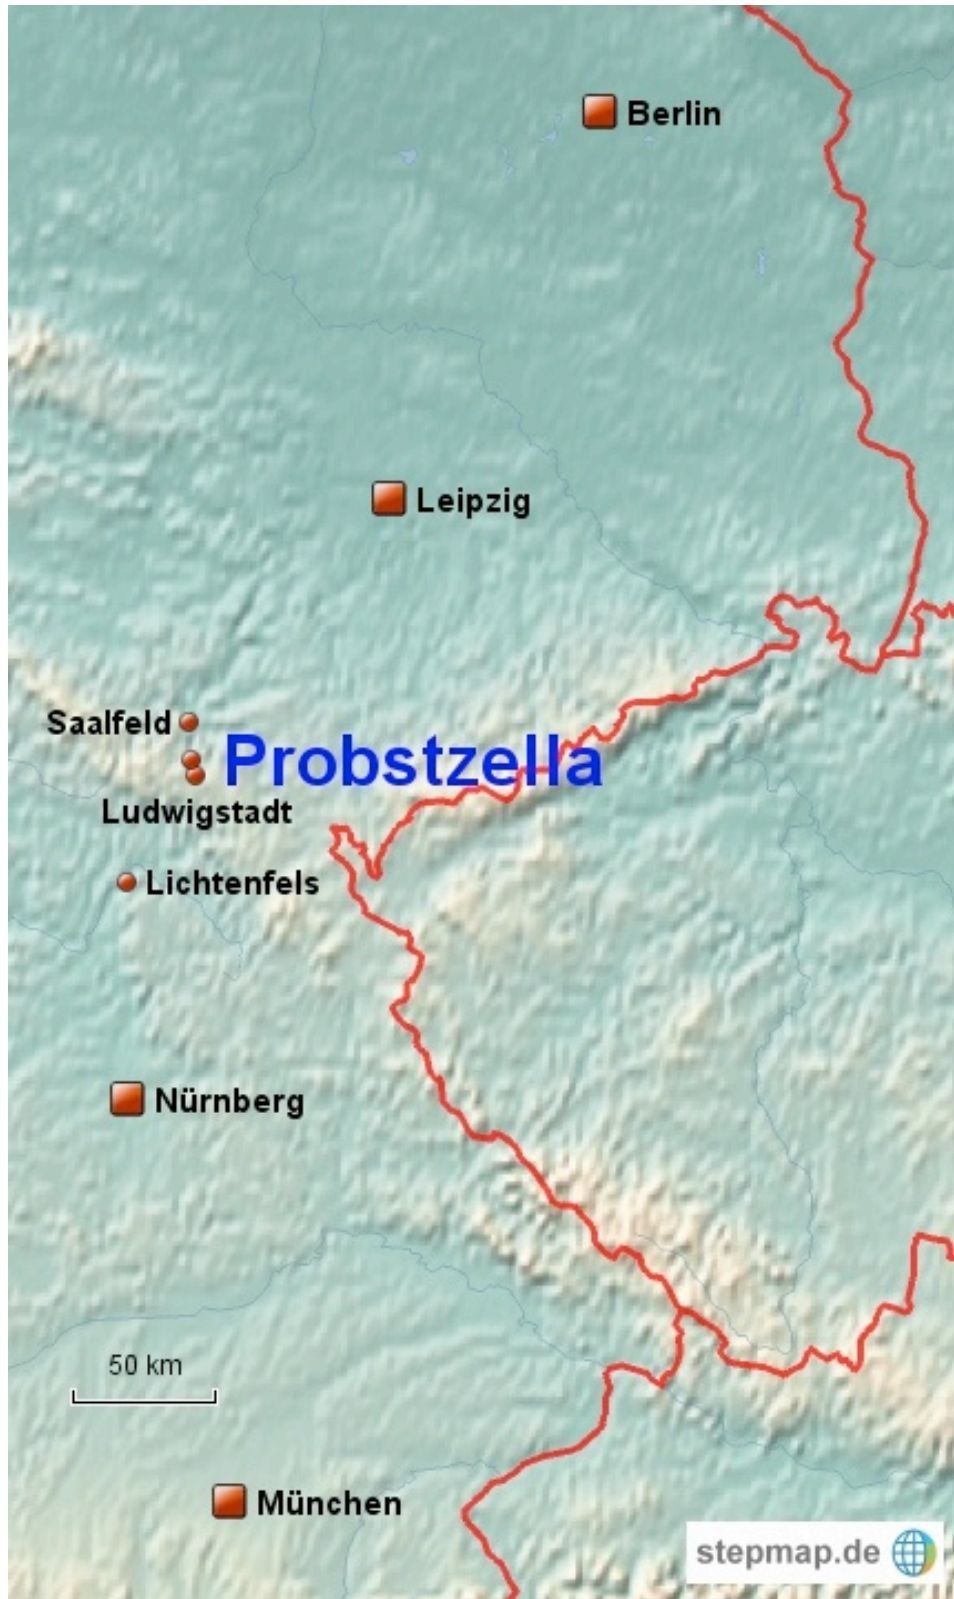 Berlin
Leipzig
Saalfeld
Probstzella
Ludwigstadt
Lichtenfels
Nürnberg
50 km
München
stepmap.de